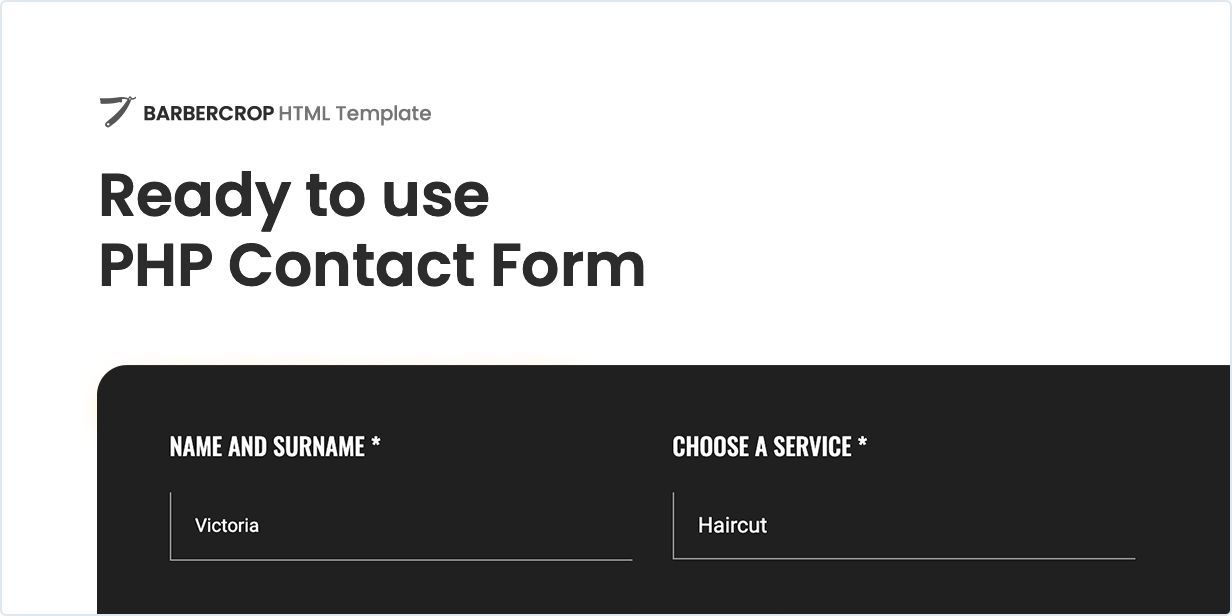 BARBERCROP HTML Template
Ready to use
PHP Contact Form
NAME AND SURNAME *
CHOOSE A SERVICE *
Victoria
Haircut